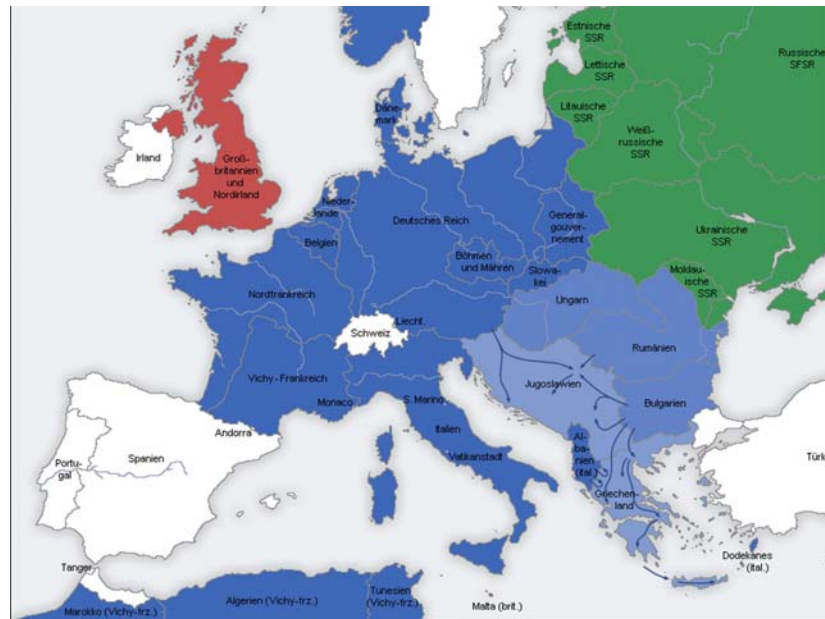 Estnische
SSR
Russische
SFSR
Lettische
SSR
Litauische
SSR
Däne-
mark
Weiß-
russische
SSR
Irland
Groß-
britannien
und
Nordirland
Nieder-
lande
Deutsches Reich
General-
gouver-
nement
Ukrainische
SSR
Belgien
Böhmen
und Mähren
Slowa-
kei
Moldau-
ische
SSR
Nordfrankreich
Ungarn
Liecht.
Schweiz
Rumänien
Vichy-Frankreich
Jugoslawien
Monaco
S. Marino
Bulgarien
Andorra
Italien
Spanien
Portu-
gal
Vatikanstadt
Al-
ba-
nien
(ital.)
Türk
Griechen-
land
Dodekanes
(ital.)
Tanger
Marokko (Vichy-frz.)
Algerien (Vichy-frz.)
Tunesien
(Vichy-frz.)
Malta (brit.)